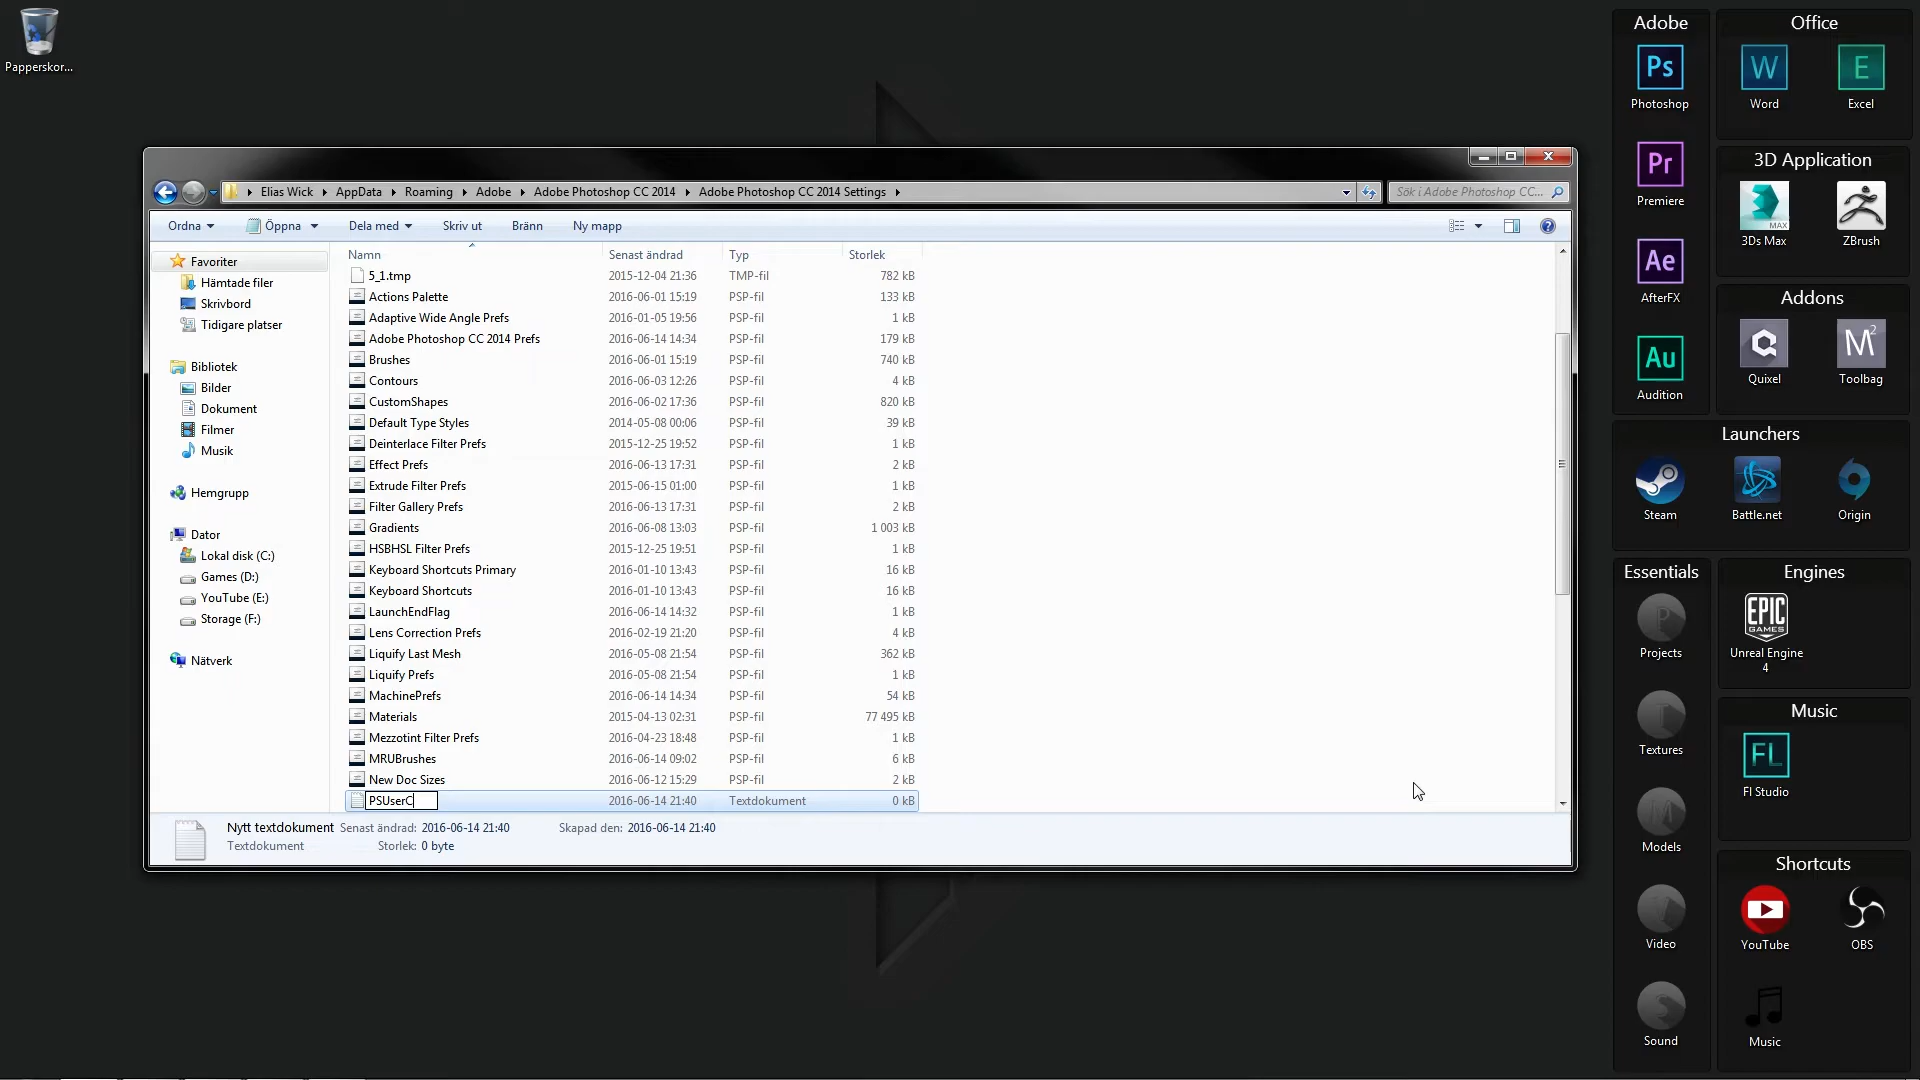 Papperskor...
Elias Wick
AppData
Roaming
Adobe
Adobe Photoshop CC 2014
Adobe Photoshop CC 2014 Settings
Sök i Adobe Photoshop CC...
Ordna
Öppna
Dela med
Skriv ut
Bränn
Ny mapp
Favoriter
Hämtade filer
Skrivbord
Tidigare platser
Bibliotek
Bilder
Dokument
Filmer
Musik
Hemgrupp
Dator
Lokal disk (C:)
Games (D:)
YouTube (E:)
Storage (F:)
Nätverk
Namn Senast ändrad Typ Storlek
5_1.tmp 2015-12-04 21:36 TMP-fil 782 kB
Actions Palette 2016-06-01 15:19 PSP-fil 133 kB
Adaptive Wide Angle Prefs 2016-01-05 19:56 PSP-fil 1 kB
Adobe Photoshop CC 2014 Prefs 2016-06-14 14:34 PSP-fil 179 kB
Brushes 2016-06-01 15:19 PSP-fil 740 kB
Contours 2016-06-03 12:26 PSP-fil 4 kB
CustomShapes 2016-06-02 17:36 PSP-fil 820 kB
Default Type Styles 2014-05-08 00:06 PSP-fil 39 kB
Deinterlace Filter Prefs 2015-12-25 19:52 PSP-fil 1 kB
Effect Prefs 2016-06-13 17:31 PSP-fil 2 kB
Extrude Filter Prefs 2015-06-15 01:00 PSP-fil 1 kB
Filter Gallery Prefs 2016-06-13 17:31 PSP-fil 2 kB
Gradients 2016-06-08 13:03 PSP-fil 1 003 kB
HSBHSL Filter Prefs 2015-12-25 19:51 PSP-fil 1 kB
Keyboard Shortcuts Primary 2016-01-10 13:43 PSP-fil 16 kB
Keyboard Shortcuts 2016-01-10 13:43 PSP-fil 16 kB
LaunchEndFlag 2016-06-14 14:32 PSP-fil 1 kB
Lens Correction Prefs 2016-02-19 21:20 PSP-fil 4 kB
Liquify Last Mesh 2016-05-08 21:54 PSP-fil 362 kB
Liquify Prefs 2016-05-08 21:54 PSP-fil 1 kB
MachinePrefs 2016-06-14 14:34 PSP-fil 54 kB
Materials 2015-04-13 02:31 PSP-fil 77 495 kB
Mezzotint Filter Prefs 2016-04-23 18:48 PSP-fil 1 kB
MRUBrushes 2016-06-14 09:02 PSP-fil 6 kB
New Doc Sizes 2016-06-12 15:29 PSP-fil 2 kB
PSUserC 2016-06-14 21:40 Textdokument 0 kB
Nytt textdokument Senast ändrad: 2016-06-14 21:40 Skapad den: 2016-06-14 21:40
Textdokument Storlek: 0 byte
Adobe
Ps
Photoshop
Pr
Premiere
Ae
AfterFX
Au
Audition
Office
W E
Word Excel
3D Application
MAX
3Ds Max ZBrush
Addons
M2
Quixel Toolbag
Launchers
Steam Battle.net Origin
Essentials
P
Projects
T
Textures
M
Models
V
Video
S
Sound
Engines
EPIC
GAMES
Unreal Engine
4
Music
FL
Fl Studio
Shortcuts
YouTube OBS
Music